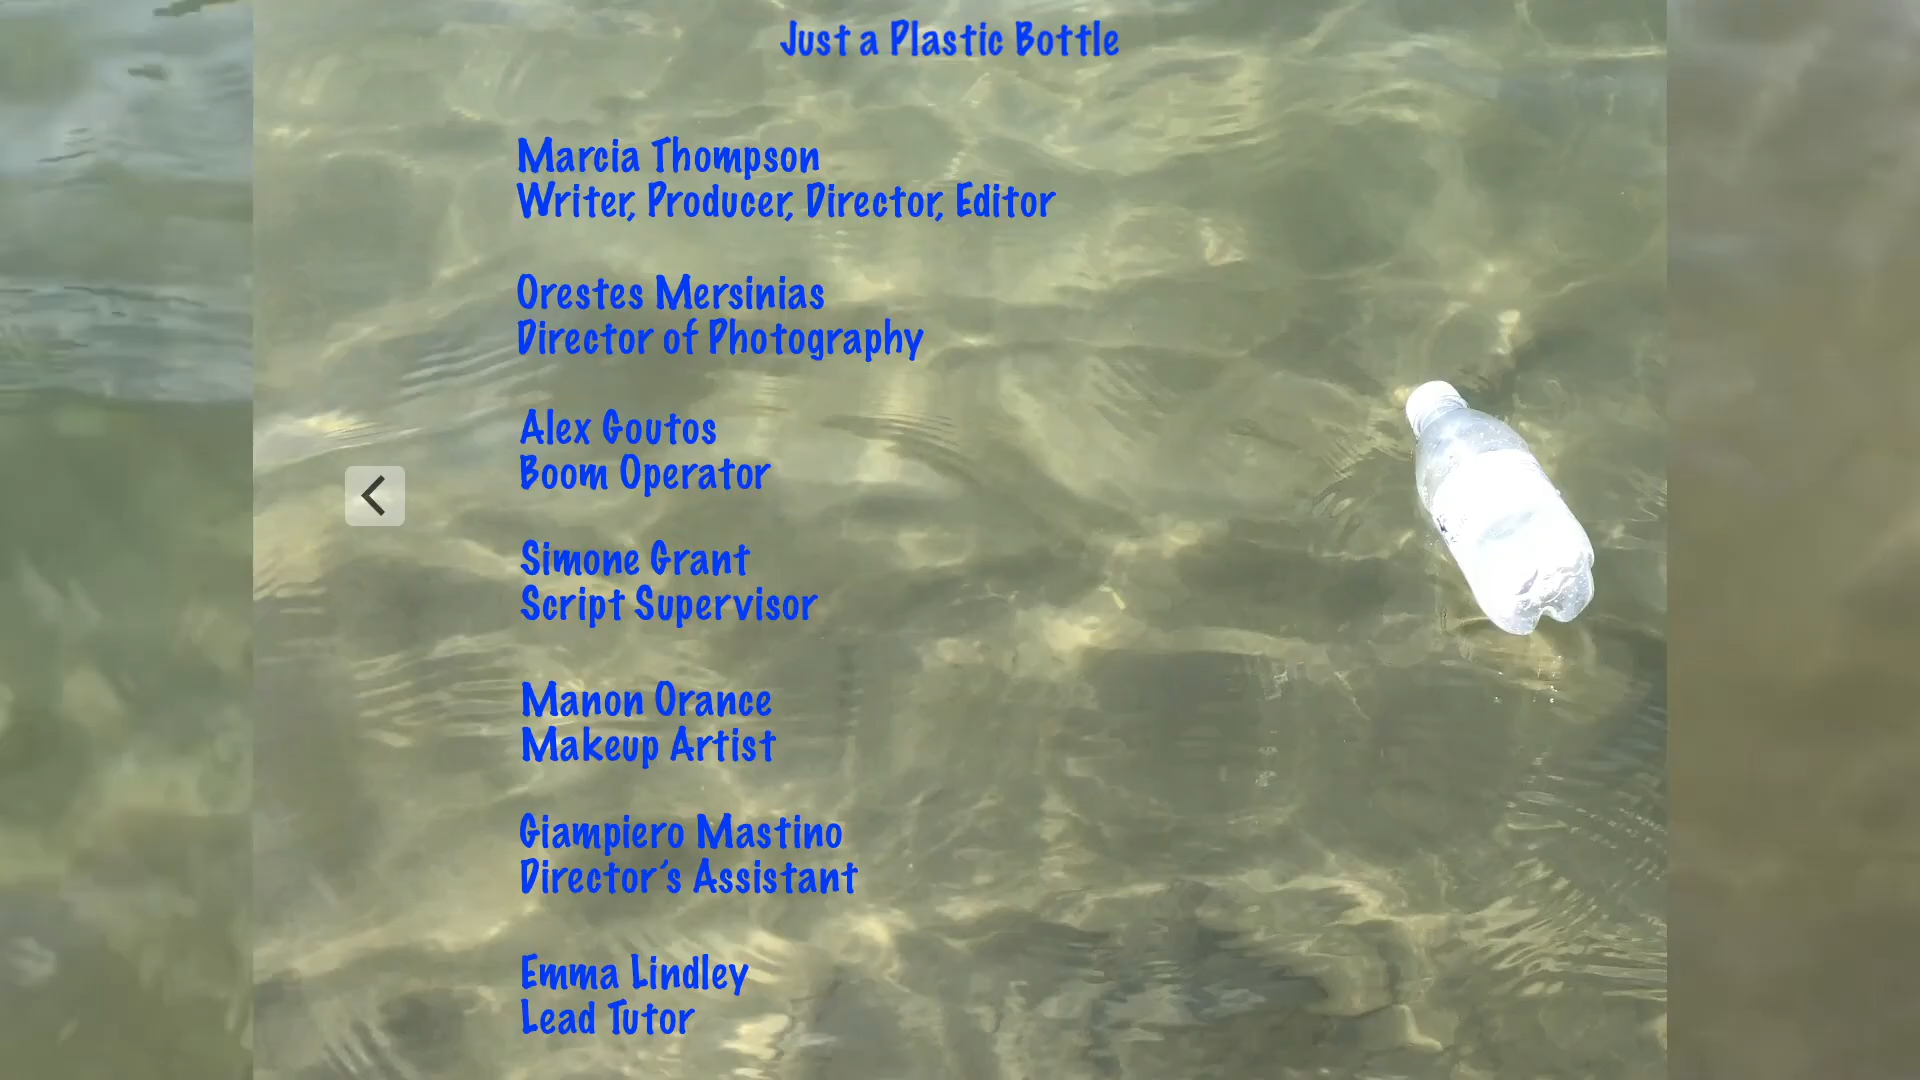 Just a Plastic Bottle
Marcia Thompson
Writer, Producer, Director, Editor
Orestes Mersinias
Director of Photography
Alex Goutos
Boom Operator
Simone Grant
Script Supervisor
Manon Orance
Makeup Artist
Giampiero Mastino
Director's Assistant
Emma Lindley
Lead Tutor